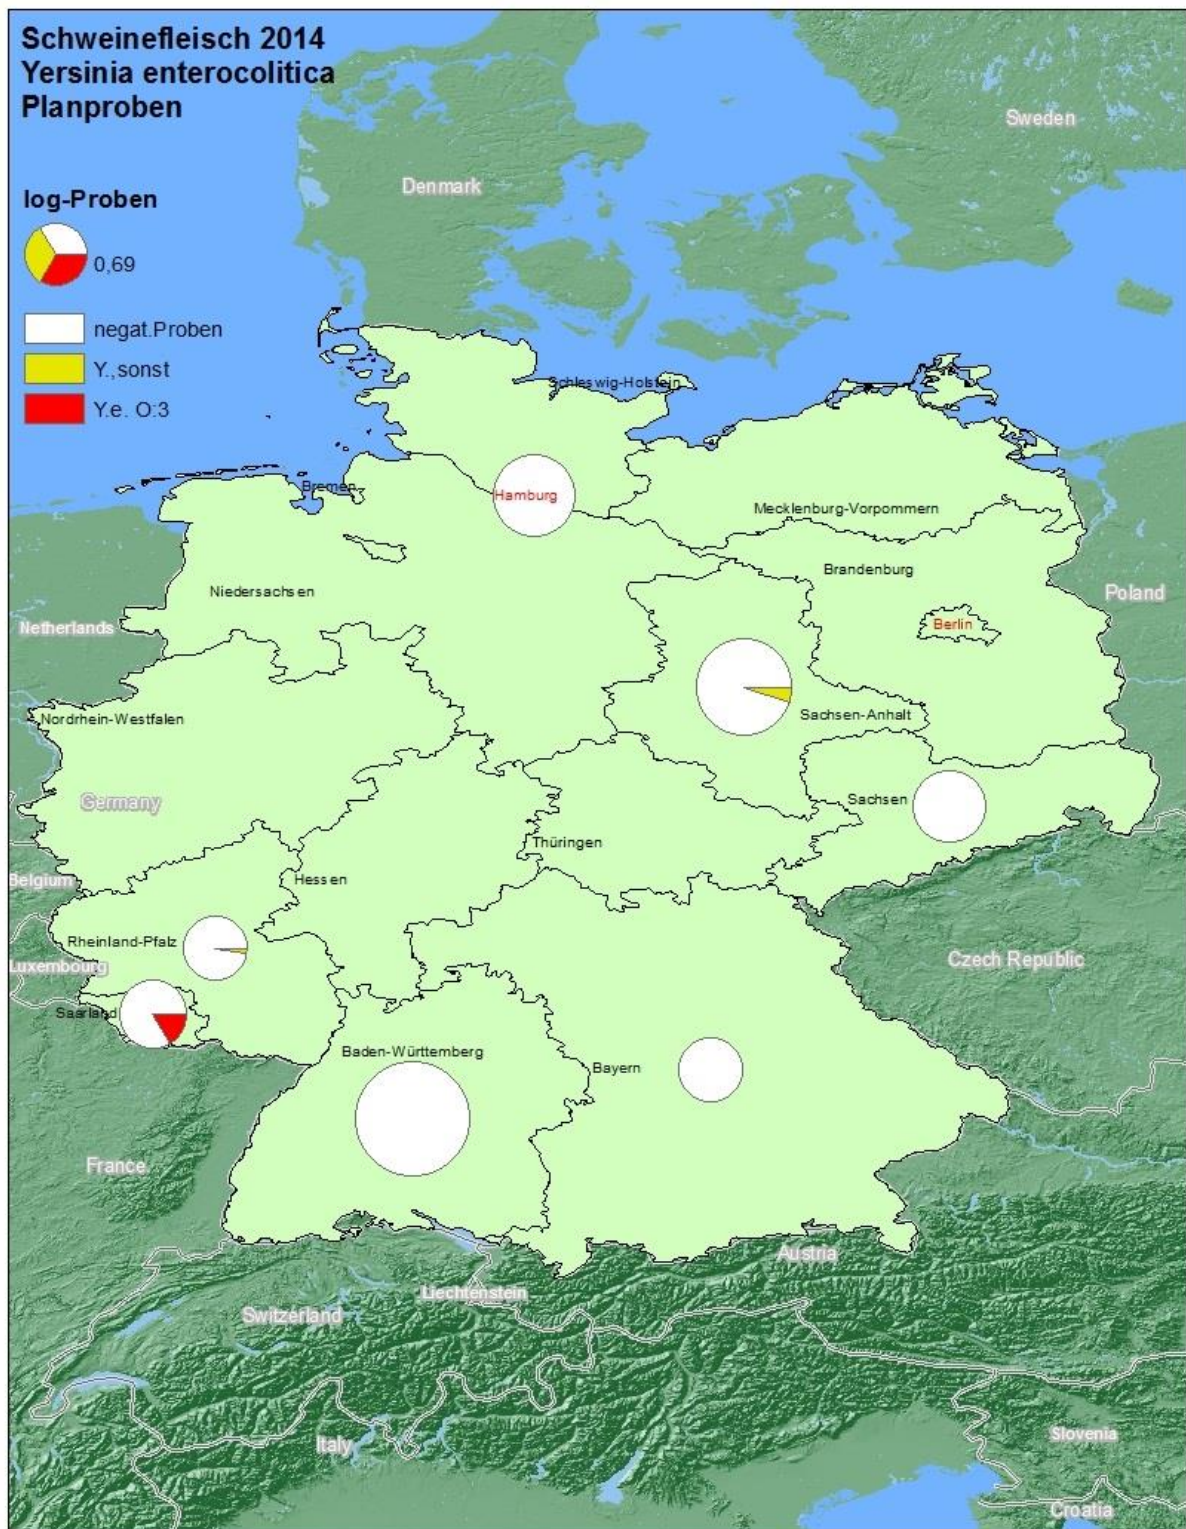 Schweinefleisch 2014
Yersinia enterocolitica
Planproben
log-Proben
0,69
negat.Proben
Y.,sonst
Y.e. O:3
Sweden
Denmark
Schleswig-Holstein
Bremen
Hamburg
Mecklenburg-Vorpommern
Brandenburg
Niedersachsen
Poland
Netherlands
Berlin
Nordrhein-Westfalen
Sachsen-Anhalt
Germany
Sachsen
Thüringen
Belgium
Hessen
Rheinland-Pfalz
Luxembourg
Czech Republic
Saarland
Baden-Württemberg
Bayern
France
Austria
Liechtenstein
Switzerland
Italy
Slovenia
Croatia